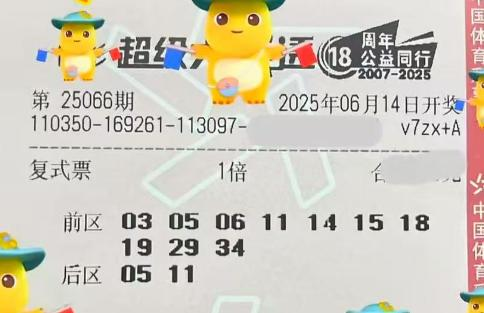 超级
18
周年
公益同行
2007-2025
第 25066期
2025年06月14日开奖
110350-169261-113097-
v7zx+A
复式票
1倍
合
元
前区 03 05 06 11 14 15 18
19 29 34
后区 05 11
中国体育
中国体育